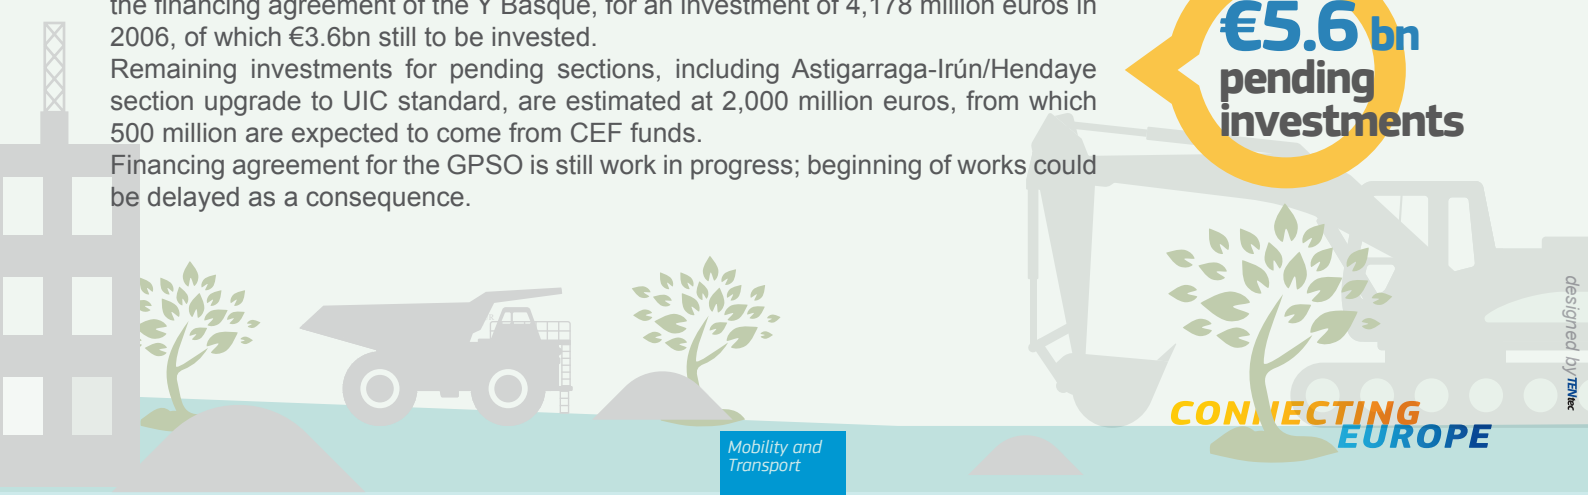 the financing agreement of the Y Basque, for an investment of 4,178 million euros in
2006, of which €3.6bn still to be invested.
Remaining investments for pending sections, including Astigarraga-Irún/Hendaye
section upgrade to UIC standard, are estimated at 2,000 million euros, from which
500 million are expected to come from CEF funds.
Financing agreement for the GPSO is still work in progress; beginning of works could
be delayed as a consequence.
€5.6 bn
pending
investments
designed by TENtec
CONNECTING
EUROPE
Mobility and
Transport